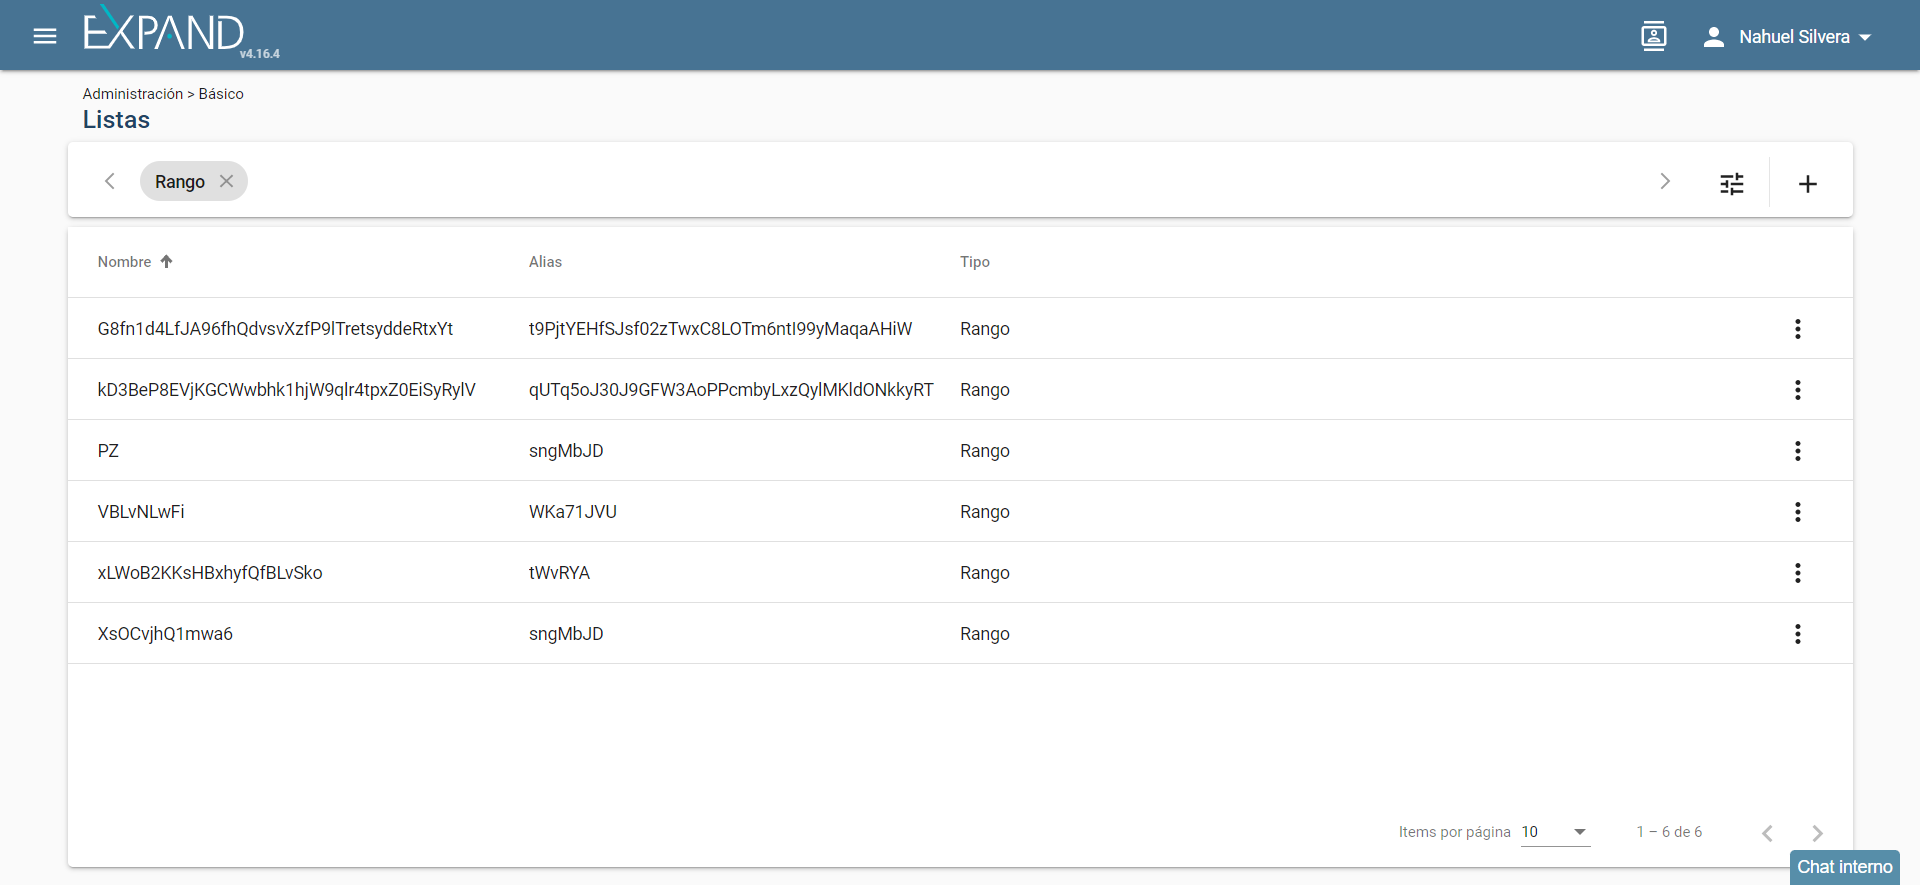 EXPAND v4.16.4
Nahuel Silvera
Administración > Básico
Listas
Rango
Nombre Alias Tipo
G8fn1d4LfJA96fhQdvsvXzfP9lTretsyddeRtxYt t9PjtYEHfSJsf02zTwxC8LOTm6ntI99yMaqaAHiW Rango
kD3BeP8EVjKGCWwbhk1hjW9qlr4tpxZ0EiSyRylV qUTq5oJ30J9GFW3AoPPcmbyLxzQylMKldONkkyRT Rango
PZ sngMbJD Rango
VBLvNLwFi WKa71JVU Rango
xLWoB2KKsHBxhyfQfBLvSko tWvRYA Rango
XsOCvjhQ1mwa6 sngMbJD Rango
Items por página 10 1 – 6 de 6
Chat interno